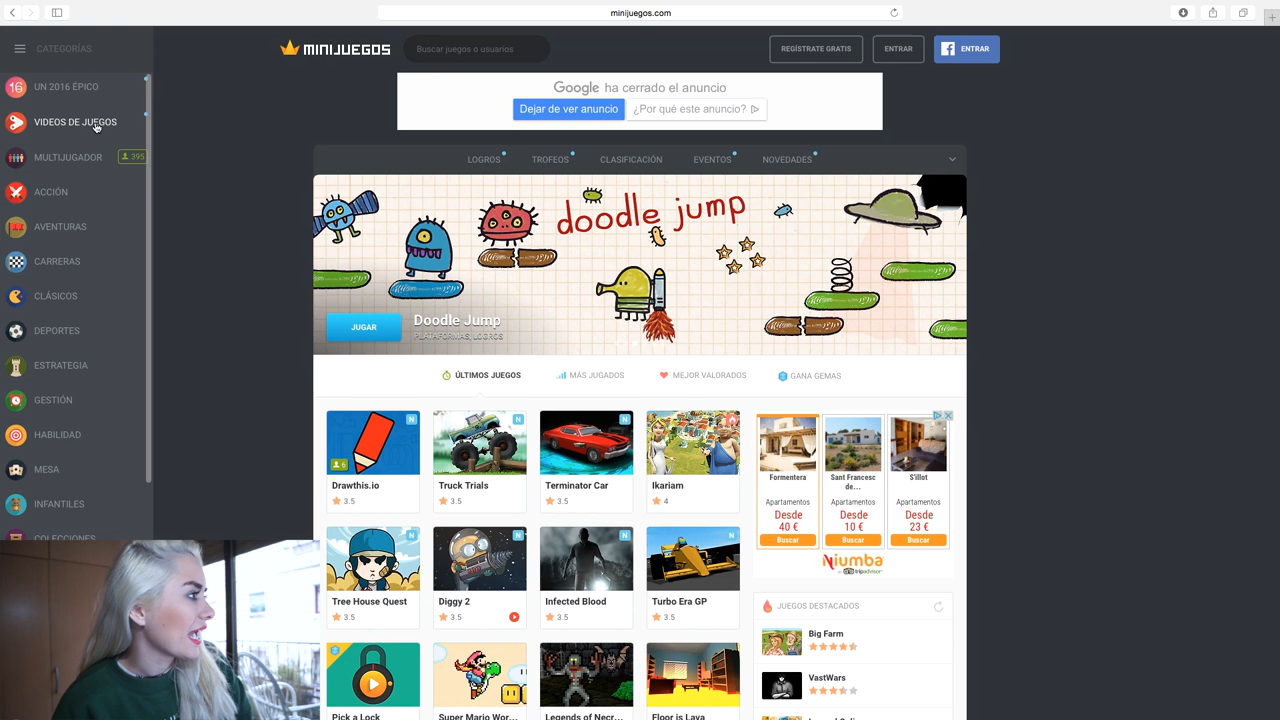 minijuegos.com
CATEGORÍAS
MINIJUEGOS
Buscar juegos o usuarios
REGÍSTRATE GRATIS
ENTRAR
ENTRAR
16
UN 2016 ÉPICO
VIDEOS DE JUEGOS
MULTIJUGADOR
395
ACCIÓN
AVENTURAS
CARRERAS
CLÁSICOS
DEPORTES
ESTRATEGIA
GESTIÓN
HABILIDAD
MESA
INFANTILES
COLECCIONES
Google ha cerrado el anuncio
Dejar de ver anuncio
¿Por qué este anuncio?
LOGROS
TROFEOS
CLASIFICACIÓN
EVENTOS
NOVEDADES
doodle jump
JUGAR
Doodle Jump
PLATAFORMAS, LOGROS
ÚLTIMOS JUEGOS
MÁS JUGADOS
MEJOR VALORADOS
GANA GEMAS
N
N
N
6
Drawthis.io
3.5
Truck Trials
3.5
Terminator Car
3.5
Ikariam
4
N
N
N
N
Tree House Quest
3.5
Diggy 2
3.5
Infected Blood
3.5
Turbo Era GP
3.5
Pick a Lock
Super Mario Wor...
Legends of Necr...
Floor is Lava
Formentera
Sant Francesc
de...
S'illot
Apartamentos
Apartamentos
Apartamentos
Desde
40 €
Desde
10 €
Desde
23 €
Buscar
Buscar
Buscar
Niumba
tripadvisor
JUEGOS DESTACADOS
Big Farm
VastWars